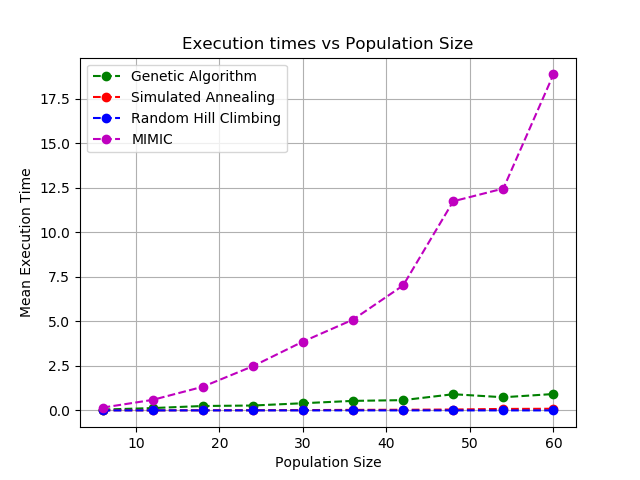 Execution times vs Population Size
Genetic Algorithm
Simulated Annealing
Random Hill Climbing
MIMIC
Mean Execution Time
17.5
15.0
12.5
10.0
7.5
5.0
2.5
0.0
10 20 30 40 50 60
Population Size